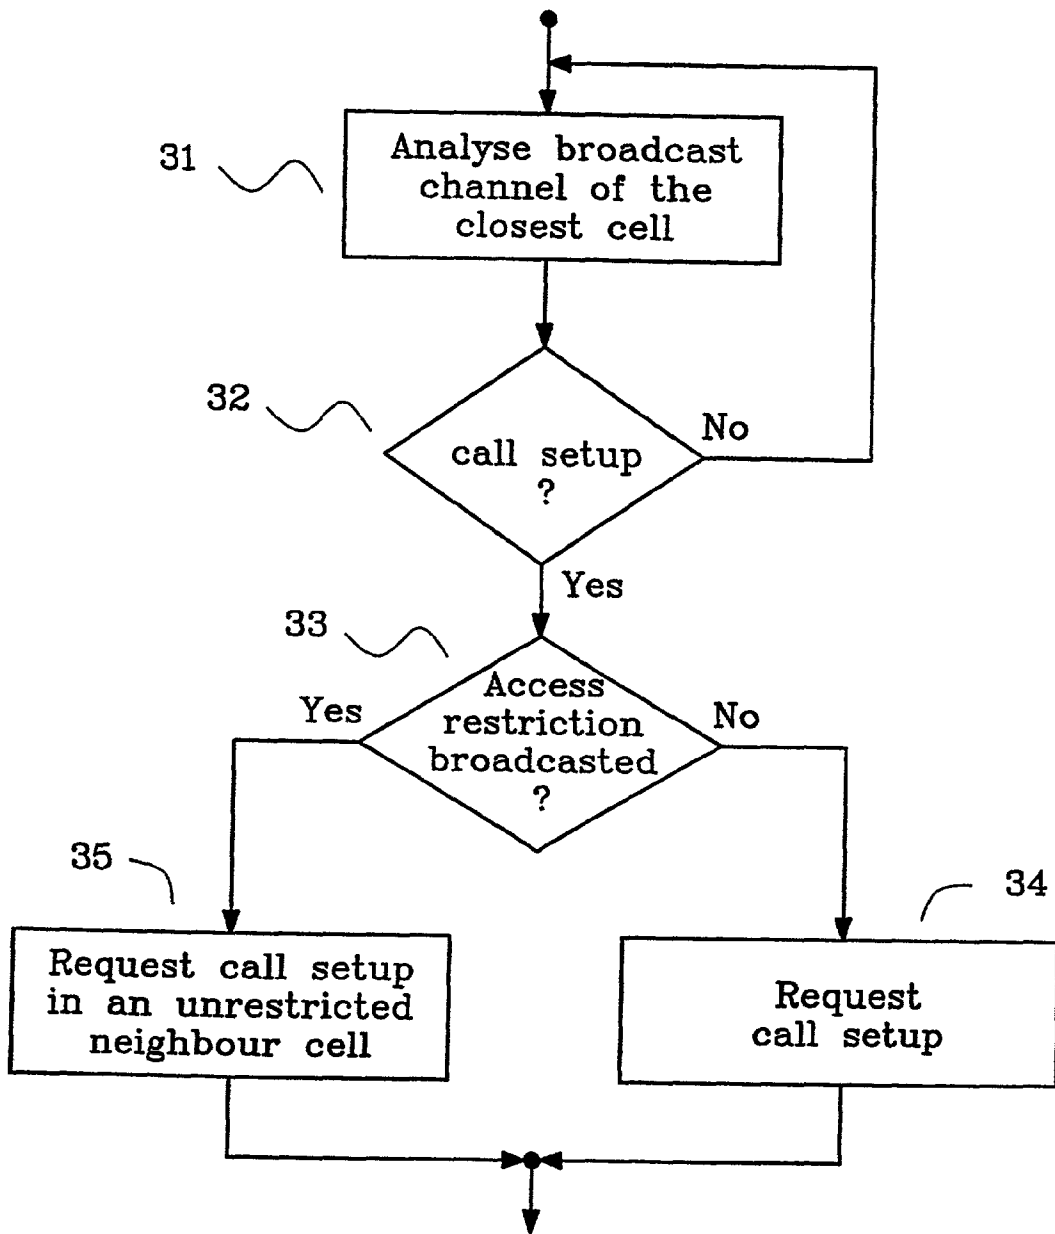 31
Analyse broadcast
channel of the
closest cell
32
call setup
?
No
Yes
33
Access
restriction
broadcasted
?
Yes
No
35
34
Request call setup
in an unrestricted
neighbour cell
Request
call setup